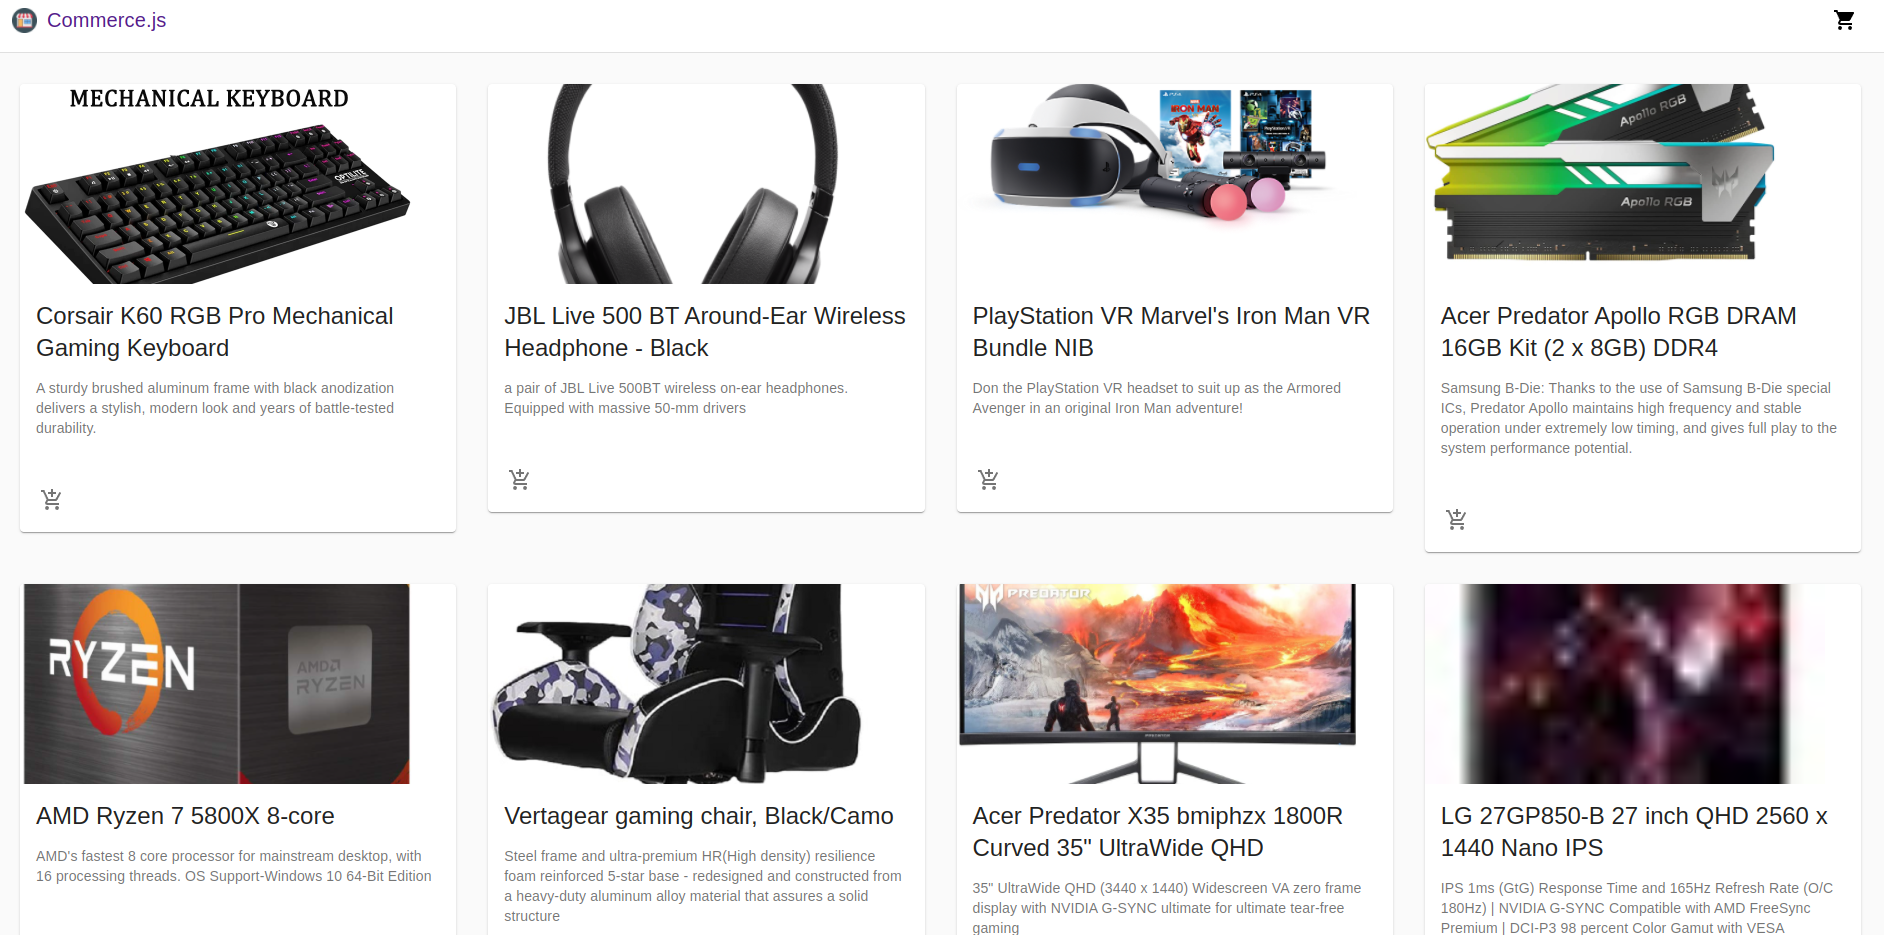 Commerce.js
MECHANICAL KEYBOARD
OPTILITE
Corsair K60 RGB Pro Mechanical
Gaming Keyboard
A sturdy brushed aluminum frame with black anodization
delivers a stylish, modern look and years of battle-tested
durability.
JBL Live 500 BT Around-Ear Wireless
Headphone - Black
a pair of JBL Live 500BT wireless on-ear headphones.
Equipped with massive 50-mm drivers
IRON MAN
PlayStation VR Marvel's Iron Man VR
Bundle NIB
Don the PlayStation VR headset to suit up as the Armored
Avenger in an original Iron Man adventure!
Apollo RGB
Apollo RGB
Acer Predator Apollo RGB DRAM
16GB Kit (2 x 8GB) DDR4
Samsung B-Die: Thanks to the use of Samsung B-Die special
ICs, Predator Apollo maintains high frequency and stable
operation under extremely low timing, and gives full play to the
system performance potential.
RYZEN
AMD
RYZEN
AMD Ryzen 7 5800X 8-core
AMD's fastest 8 core processor for mainstream desktop, with
16 processing threads. OS Support-Windows 10 64-Bit Edition
Vertagear gaming chair, Black/Camo
Steel frame and ultra-premium HR(High density) resilience
foam reinforced 5-star base - redesigned and constructed from
a heavy-duty aluminum alloy material that assures a solid
structure
PREDATOR
Acer Predator X35 bmiphzx 1800R
Curved 35" UltraWide QHD
35" UltraWide QHD (3440 x 1440) Widescreen VA zero frame
display with NVIDIA G-SYNC ultimate for ultimate tear-free
gaming
LG 27GP850-B 27 inch QHD 2560 x
1440 Nano IPS
IPS 1ms (GtG) Response Time and 165Hz Refresh Rate (O/C
180Hz) | NVIDIA G-SYNC Compatible with AMD FreeSync
Premium | DCI-P3 98 percent Color Gamut with VESA